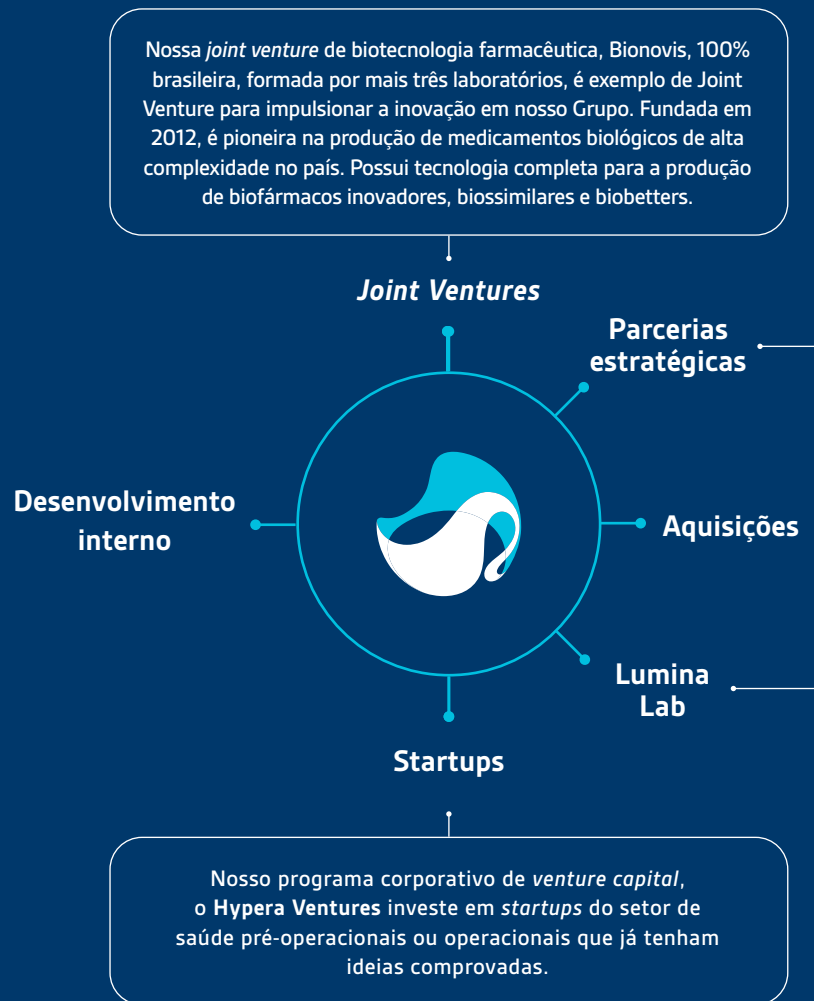 Nossa joint venture de biotecnologia farmacêutica, Bionovis, 100%
brasileira, formada por mais três laboratórios, é exemplo de Joint
Venture para impulsionar a inovação em nosso Grupo. Fundada em
2012, é pioneira na produção de medicamentos biológicos de alta
complexidade no país. Possui tecnologia completa para a produção
de biofármacos inovadores, biossimilares e biobetters.
Joint Ventures
Parcerias
estratégicas
Desenvolvimento
interno
Aquisições
Lumina
Lab
Startups
Nosso programa corporativo de venture capital,
o Hypera Ventures investe em startups do setor de
saúde pré-operacionais ou operacionais que já tenham
ideias comprovadas.